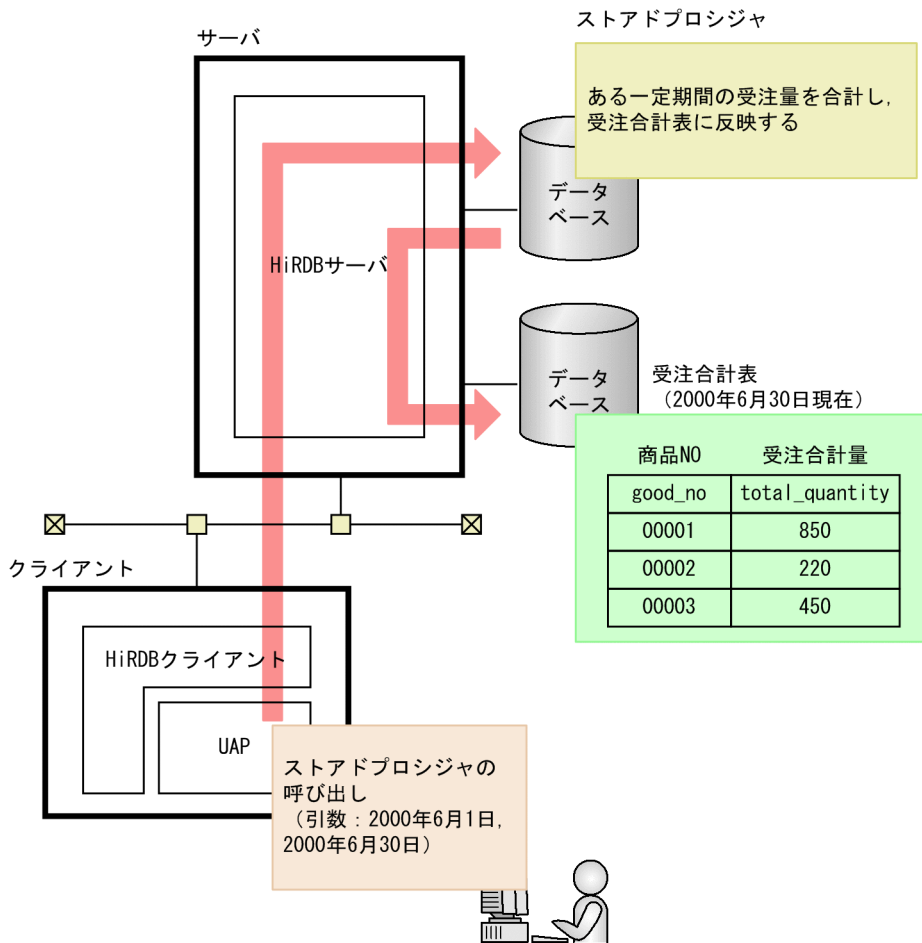 ストアドプロシジャ
サーバ
ある一定期間の受注量を合計し，
受注合計表に反映する
データ
ベース
HiRDBサーバ
データ
ベース
受注合計表
（2000年6月30日現在）
商品NO 受注合計量
good_no total_quantity
00001 850
00002 220
00003 450
クライアント
HiRDBクライアント
UAP
ストアドプロシジャの
呼び出し
（引数：2000年6月1日，
2000年6月30日）